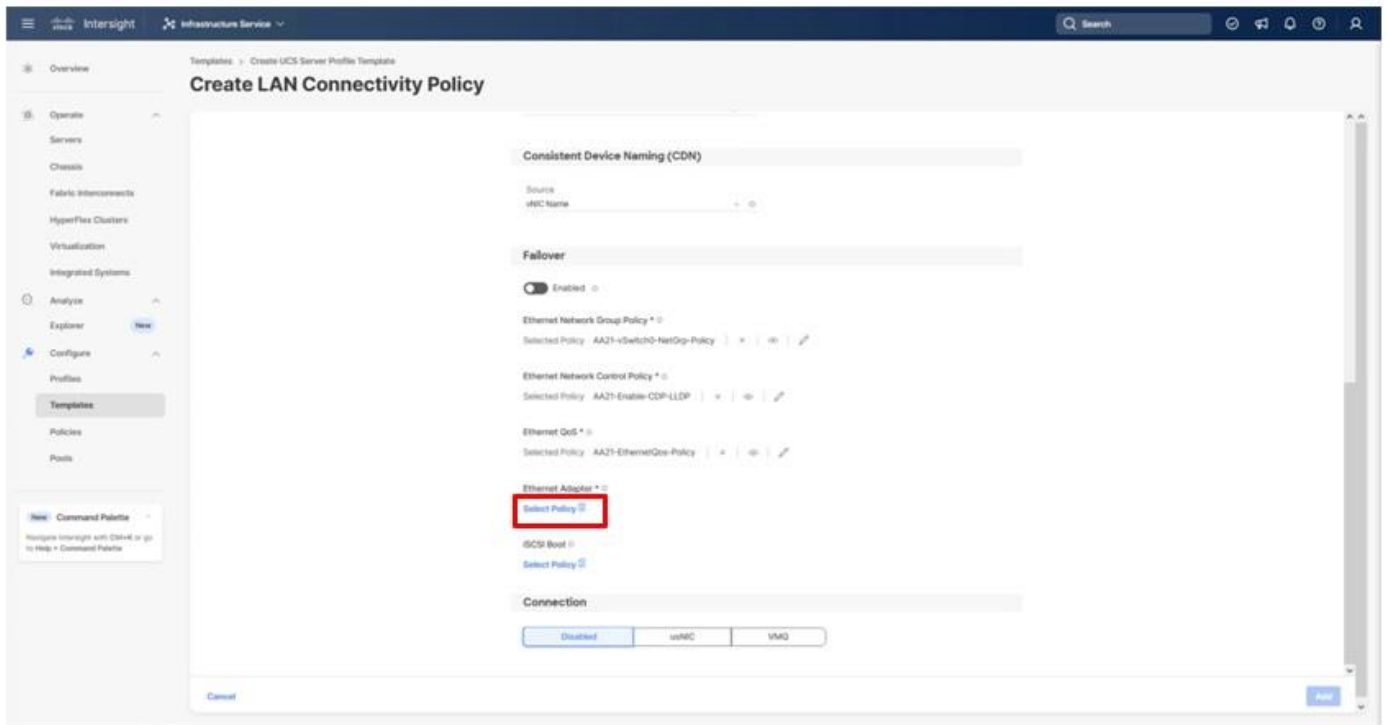 cisco Intersight
Infrastructure Service
Search
Overview
Operate
Servers
Chassis
Fabric Interconnects
HyperFlex Clusters
Virtualization
Integrated Systems
Analyze
Explorer New
Configure
Profiles
Templates
Policies
Pools
New Command Palette
Navigate Intersight with Ctrl+K or go
to Help > Command Palette
Templates > Create UCS Server Profile Template
Create LAN Connectivity Policy
Consistent Device Naming (CDN)
Source
vNIC Name
Failover
Enabled
Ethernet Network Group Policy *
Selected Policy AA21-vSwitch0-NetGrp-Policy
Ethernet Network Control Policy *
Selected Policy AA21-Enable-CDP-LLDP
Ethernet QoS *
Selected Policy AA21-EthernetQos-Policy
Ethernet Adapter *
Select Policy
iSCSI Boot
Select Policy
Connection
Disabled usNIC VMQ
Cancel Add